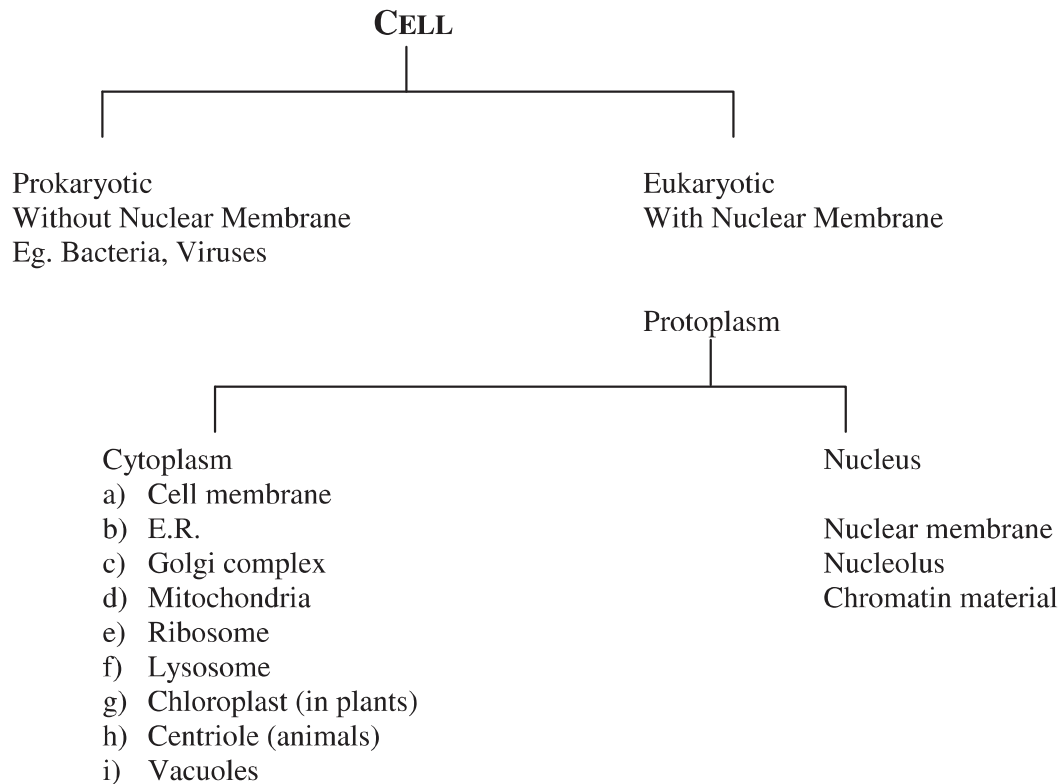 CELL
Prokaryotic
Without Nuclear Membrane
Eg. Bacteria, Viruses
Eukaryotic
With Nuclear Membrane
Protoplasm
Cytoplasm
a) Cell membrane
b) E.R.
c) Golgi complex
d) Mitochondria
e) Ribosome
f) Lysosome
g) Chloroplast (in plants)
h) Centriole (animals)
i) Vacuoles
Nucleus
Nuclear membrane
Nucleolus
Chromatin material